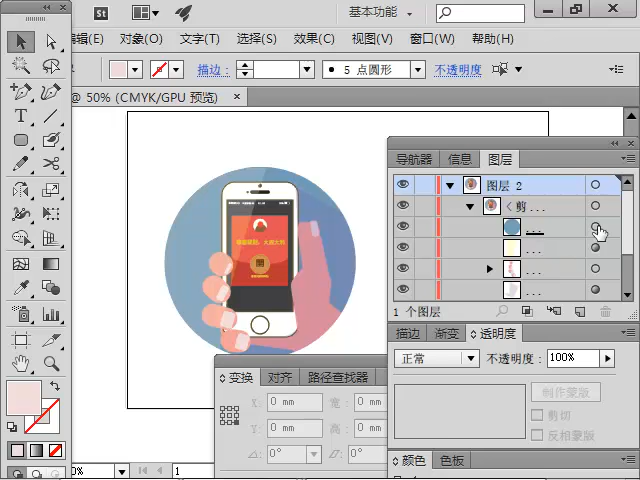 St
基本功能
编辑(E)
对象(O)
文字(T)
选择(S)
效果(C)
视图(V)
窗口(W)
帮助(H)
描边:
5 点圆形
不透明度
@ 50% (CMYK/GPU 预览)
×
导航器
信息
图层
图层 2
<剪...
...
...
...
...
1 个图层
描边
渐变
透明度
正常
不透明度:
100%
制作蒙版
剪切
反相蒙版
变换
对齐
路径查找器
X:
0 mm
宽:
0 mm
Y:
0 mm
高:
0 mm
0°
0°
颜色
色板
0%
1